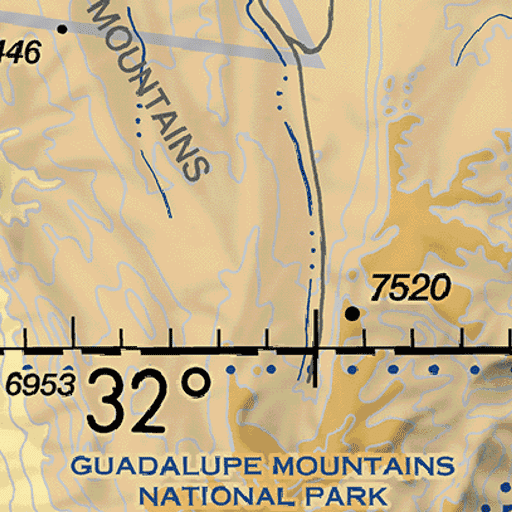 446
MOUNTAINS
7520
6953
32°
GUADALUPE MOUNTAINS
NATIONAL PARK